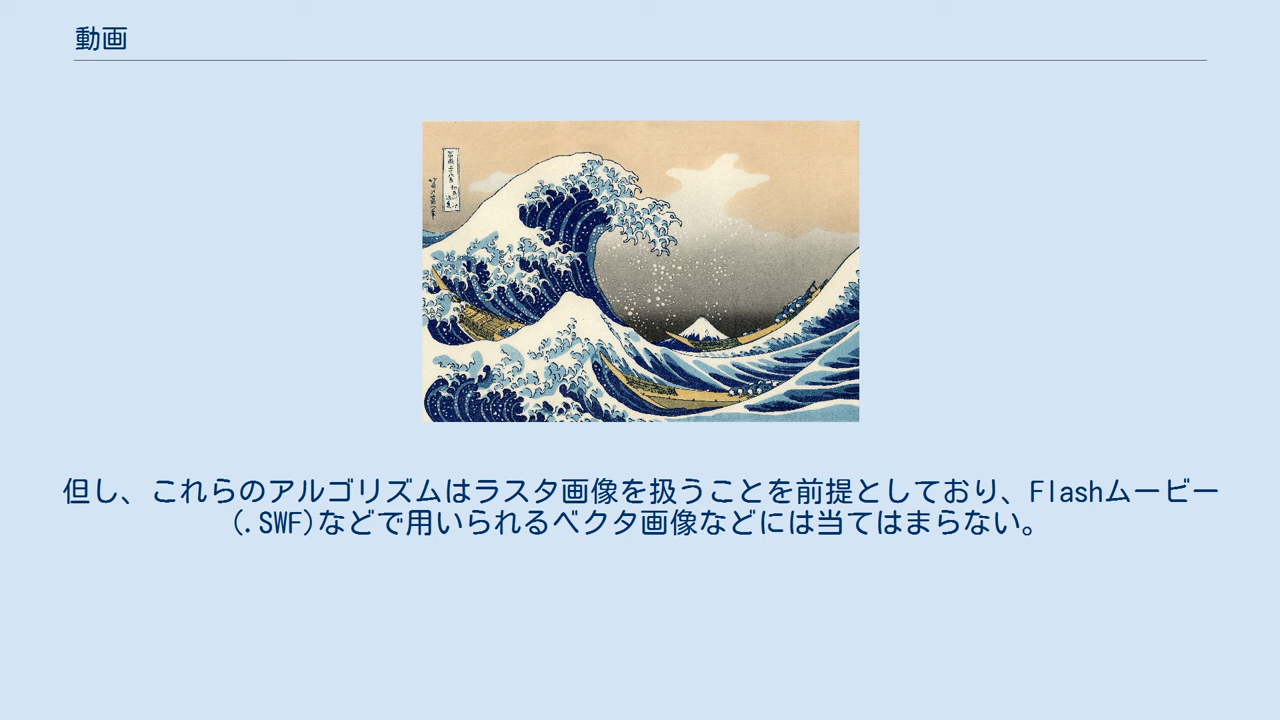 動画
但し、これらのアルゴリズムはラスタ画像を扱うことを前提としており、Flashムービー
(.SWF)などで用いられるベクタ画像などには当てはまらない。